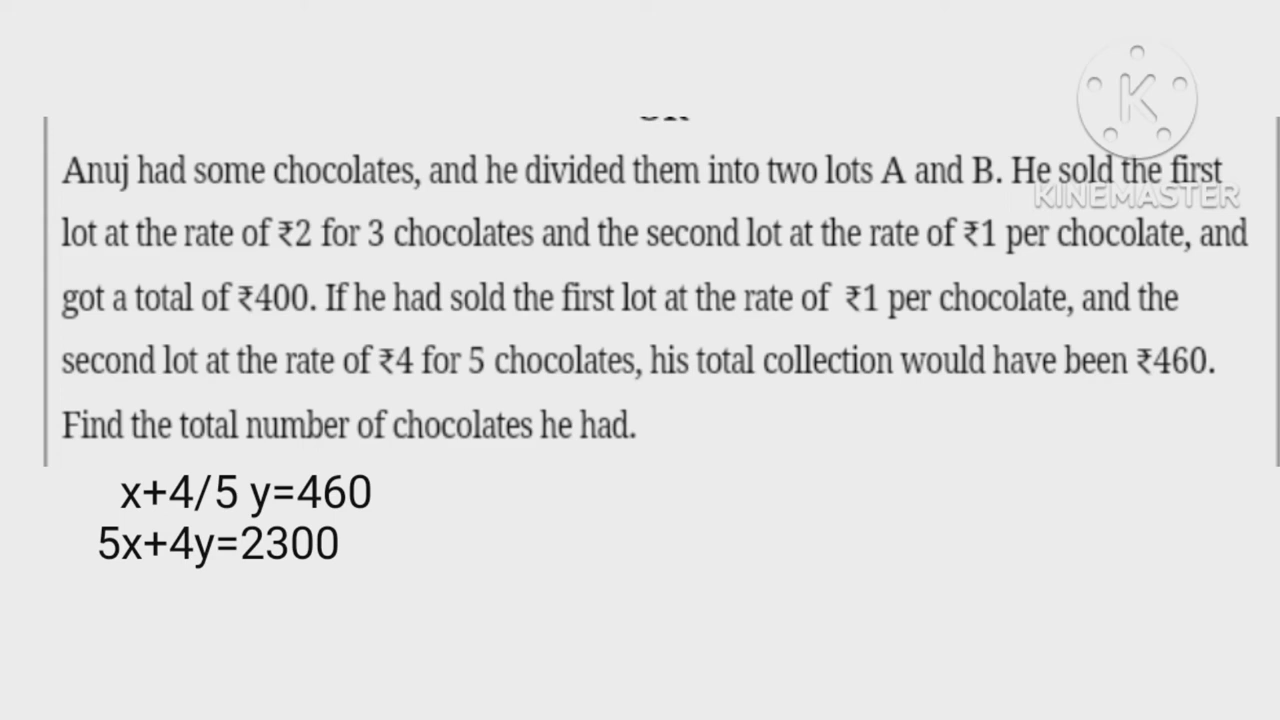 K
KINEMASTER
Anuj had some chocolates, and he divided them into two lots A and B. He sold the first
lot at the rate of ₹2 for 3 chocolates and the second lot at the rate of ₹1 per chocolate, and
got a total of ₹400. If he had sold the first lot at the rate of ₹1 per chocolate, and the
second lot at the rate of ₹4 for 5 chocolates, his total collection would have been ₹460.
Find the total number of chocolates he had.
x+4/5 y=460
5x+4y=2300